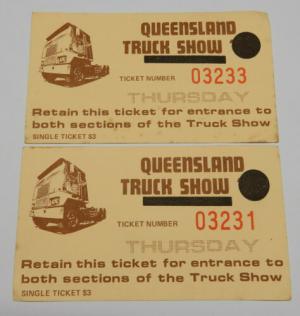 QUEENSLAND
TRUCK SHOW
TICKET NUMBER 03233
THURSDAY
Retain this ticket for entrance to
both sections of the Truck Show
SINGLE TICKET $3
QUEENSLAND
TRUCK SHOW
TICKET NUMBER 03231
THURSDAY
Retain this ticket for entrance to
both sections of the Truck Show
SINGLE TICKET $3